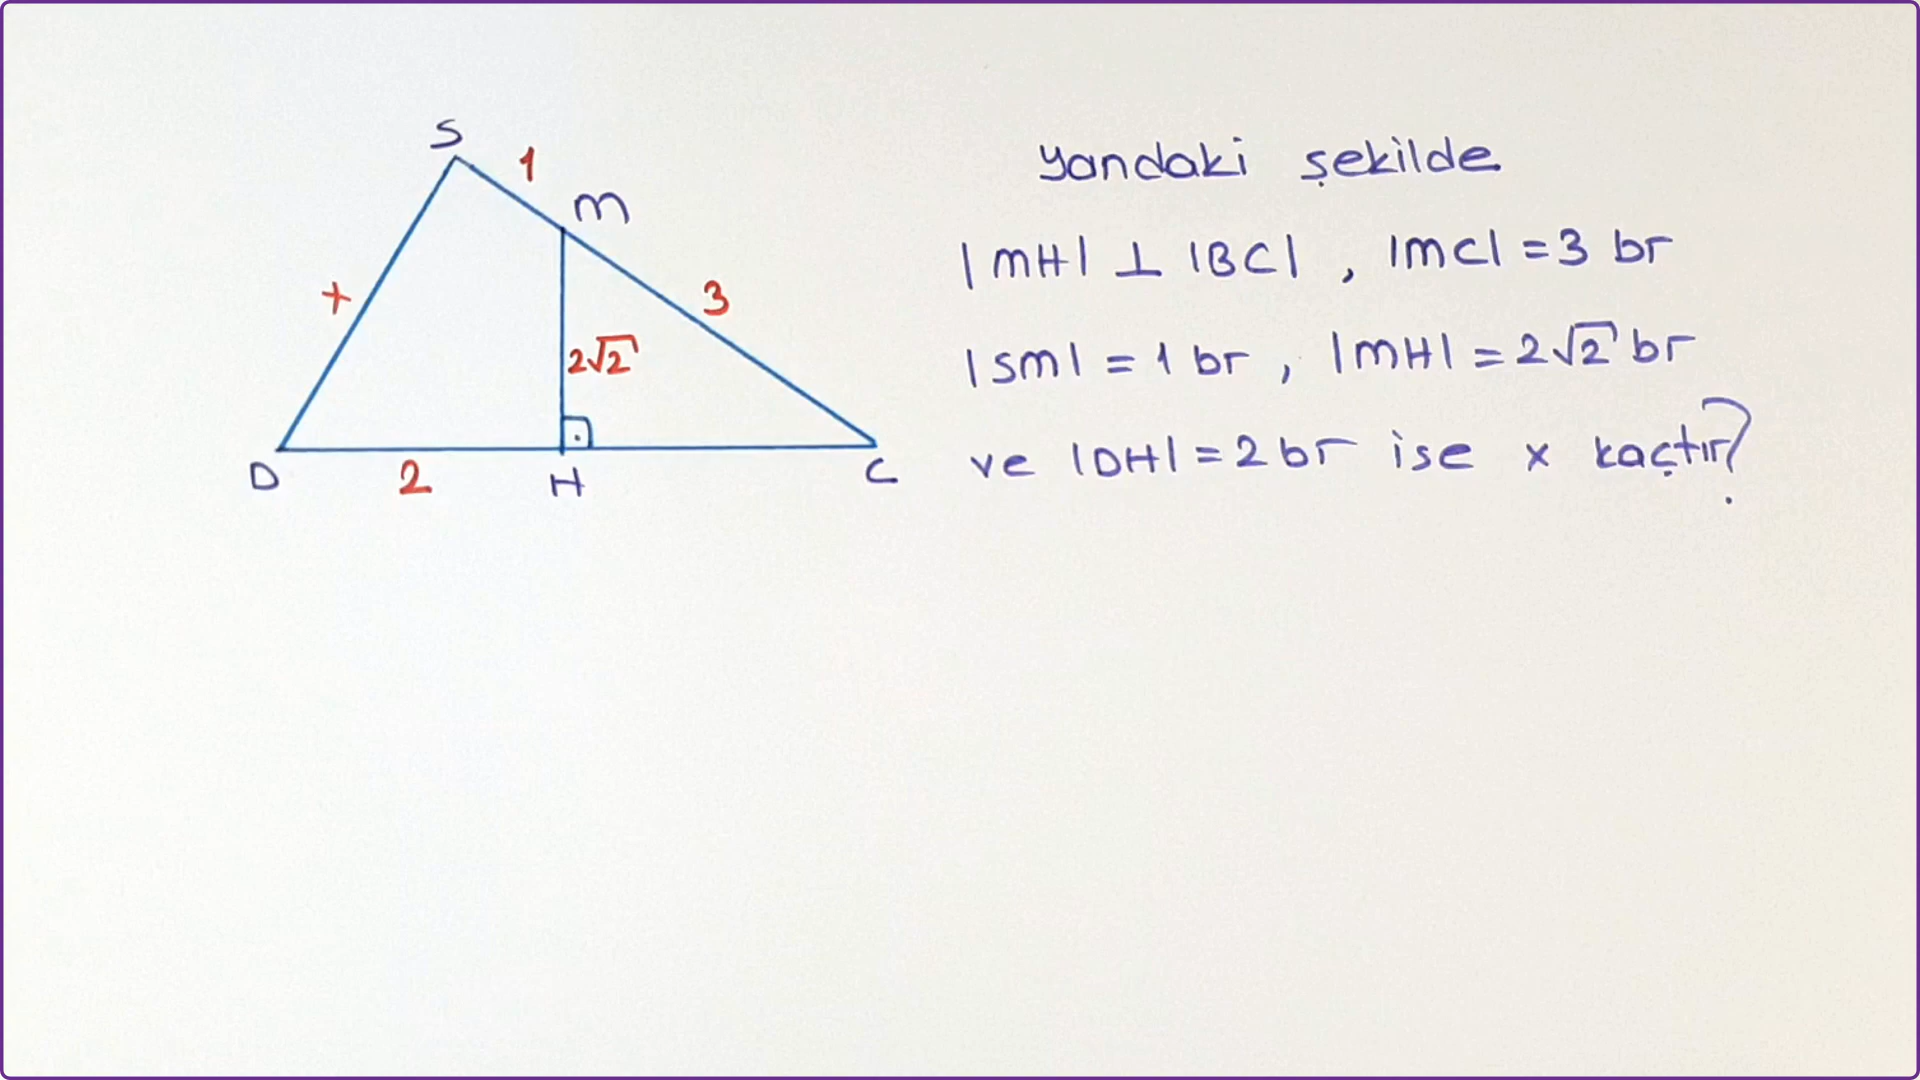 S
1
M
x
3
2√2
D
2
H
C
Yandaki şekilde
|MH| ⊥ |BC| , |MC| = 3 br
|SM| = 1 br , |MH| = 2√2 br
ve |DH| = 2 br ise x kaçtır?